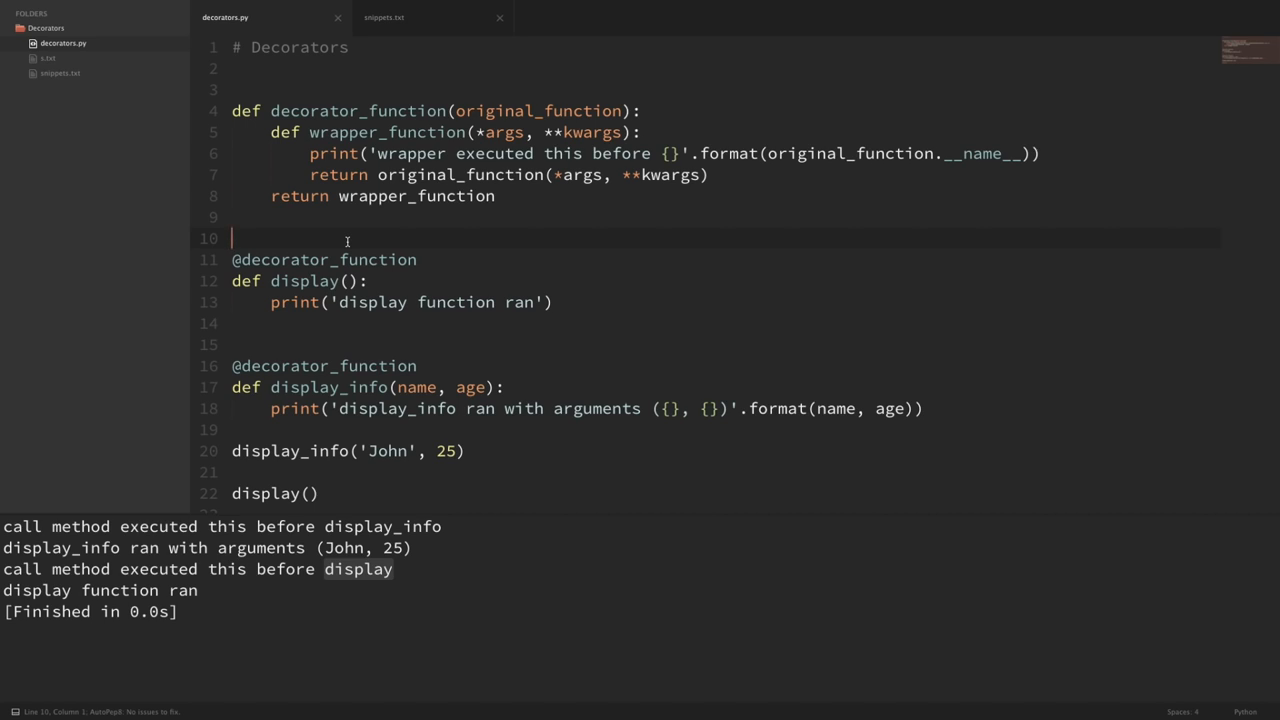 FOLDERS
Decorators
decorators.py
s.txt
snippets.txt
decorators.py
snippets.txt
1 # Decorators
2
3
4 def decorator_function(original_function):
5     def wrapper_function(*args, **kwargs):
6         print('wrapper executed this before {}'.format(original_function.__name__))
7         return original_function(*args, **kwargs)
8     return wrapper_function
9
10
11 @decorator_function
12 def display():
13     print('display function ran')
14
15
16 @decorator_function
17 def display_info(name, age):
18     print('display_info ran with arguments ({}, {})'.format(name, age))
19
20 display_info('John', 25)
21
22 display()
call method executed this before display_info
display_info ran with arguments (John, 25)
call method executed this before display
display function ran
[Finished in 0.0s]
Line 10, Column 1; AutoPep8: No issues to fix.
Spaces: 4
Python